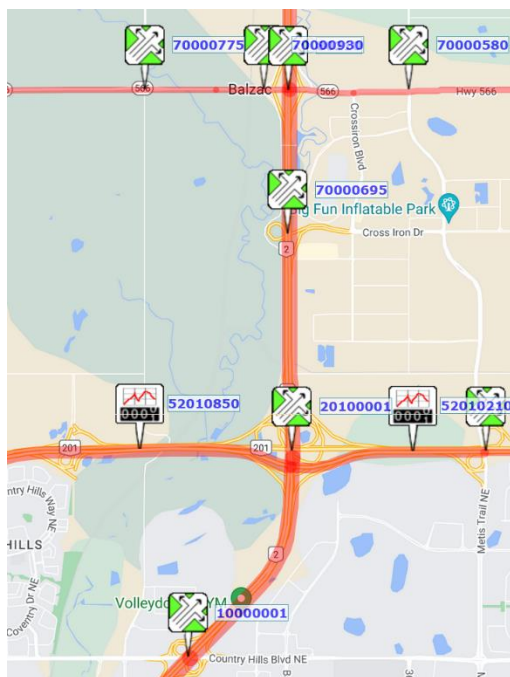 70000775
70000930
70000580
566
Balzac
566
Hwy 566
Crossiron Blvd
70000695
Big Fun Inflatable Park
Cross Iron Dr
2
52010850
20100001
52010210
201
201
Country Hills
Way NE
HILLS
Coventry Dr NE
Metis Trail NE
2
10000001
Country Hills Blvd NE